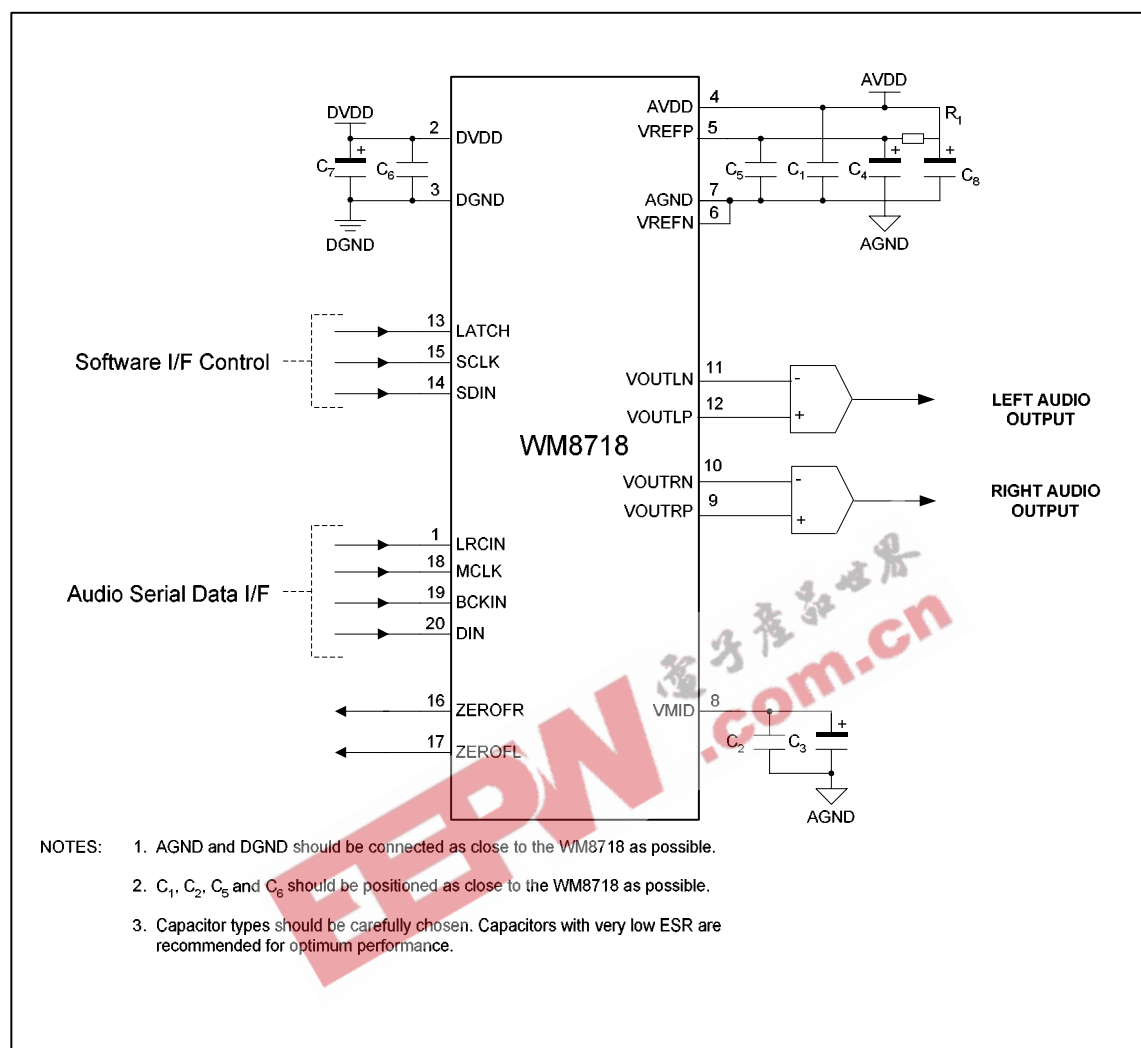 AVDD
DVDD
2
DVDD
AVDD
4
R1
VREFP
5
C7
+
C6
C5
C1
C4
+
C8
+
3
DGND
AGND
7
VREFN
6
DGND
AGND
13
LATCH
Software I/F Control
15
SCLK
14
SDIN
VOUTLN
11
-
LEFT AUDIO
OUTPUT
VOUTLP
12
+
WM8718
VOUTRN
10
-
RIGHT AUDIO
OUTPUT
VOUTRP
9
+
1
LRCIN
18
MCLK
Audio Serial Data I/F
19
BCKIN
20
DIN
16
ZEROFR
17
ZEROFL
VMID
8
C2
C3
+
AGND
EEPW
電子產品世界
.com.cn
NOTES:
1. AGND and DGND should be connected as close to the WM8718 as possible.
2. C1, C2, C5 and C6 should be positioned as close to the WM8718 as possible.
3. Capacitor types should be carefully chosen. Capacitors with very low ESR are
recommended for optimum performance.